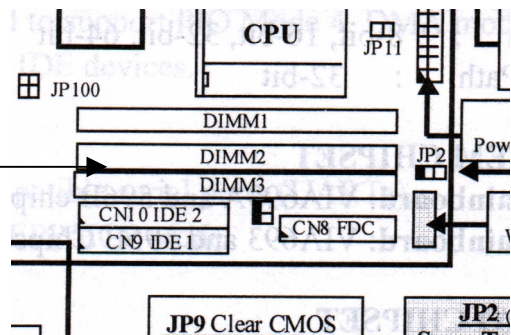 CPU
JP11
JP100
DIMM1
DIMM2
JP2
Pow
DIMM3
CN10 IDE 2
CN8 FDC
CN9 IDE 1
JP9 Clear CMOS
JP2